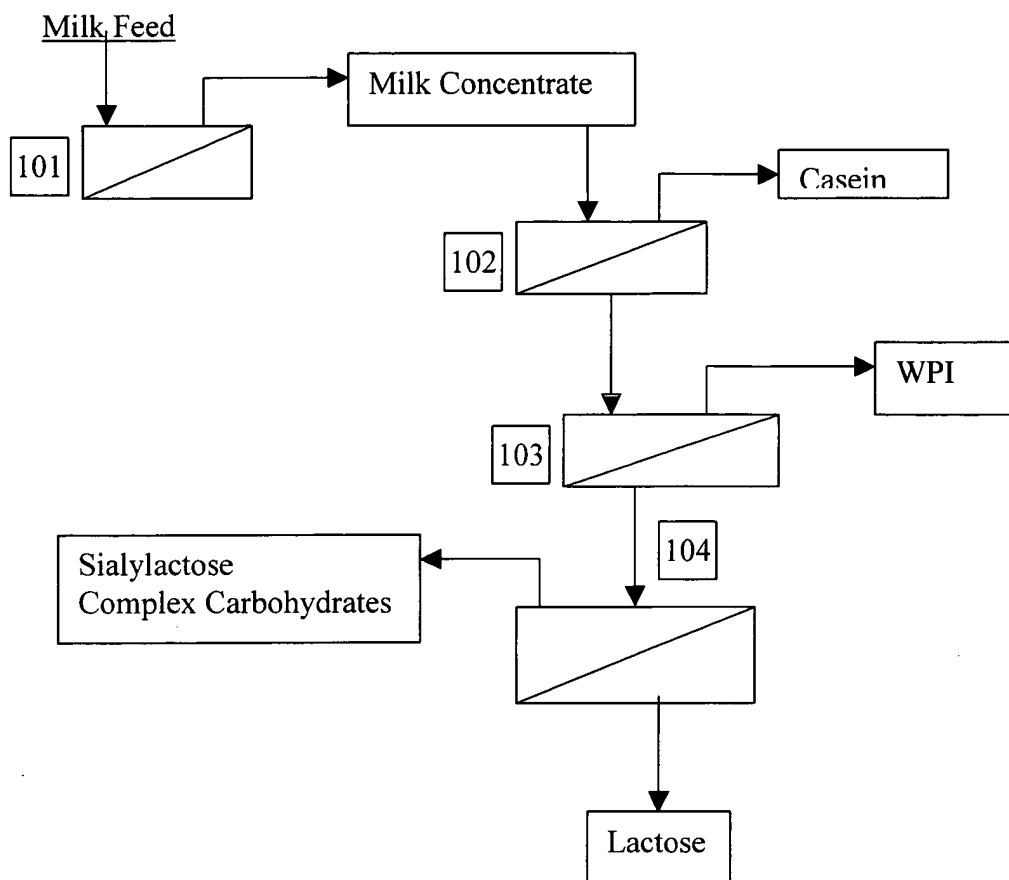 Milk Feed
Milk Concentrate
101
Casein
102
WPI
103
104
Sialylactose
Complex Carbohydrates
Lactose